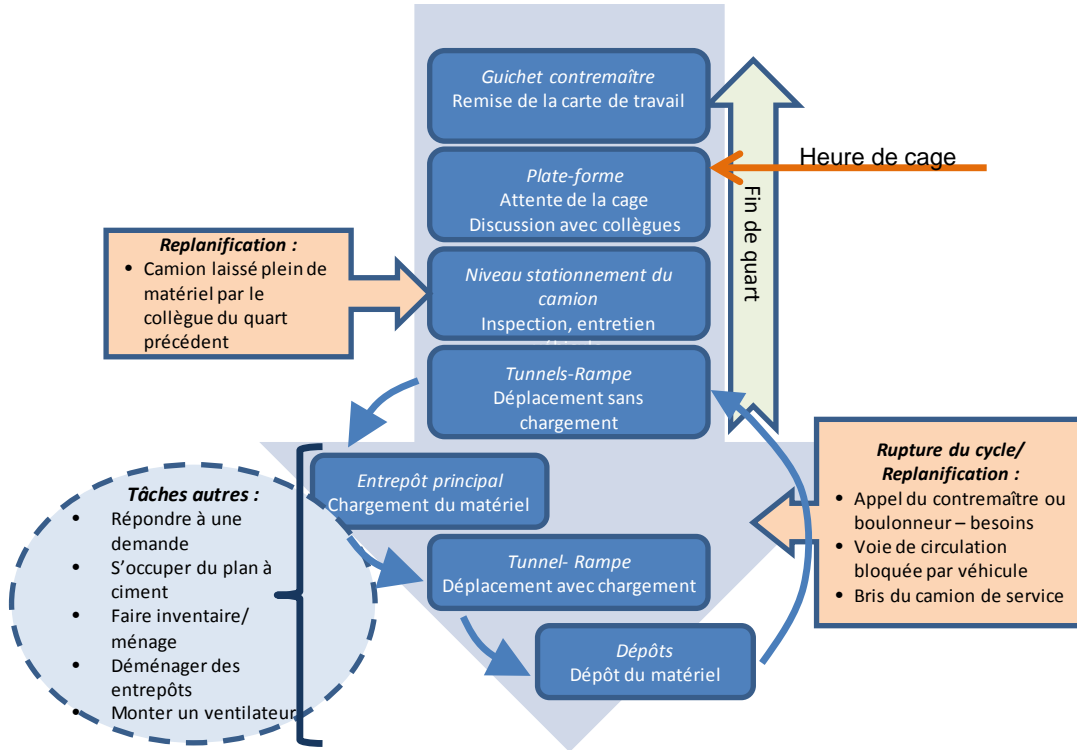 Guichet contremaître
Remise de la carte de travail
Heure de cage
Plate-forme
Attente de la cage
Discussion avec collègues
Fin de quart
Replanification :
• Camion laissé plein de
matériel par le
collègue du quart
précédent
Niveau stationnement du
camion
Inspection, entretien
Tunnels-Rampe
Déplacement sans
chargement
Rupture du cycle/
Replanification :
• Appel du contremaître ou
boulonneur – besoins
• Voie de circulation
bloquée par véhicule
• Bris du camion de service
Entrepôt principal
Chargement du matériel
Tâches autres :
• Répondre à une
demande
• S'occuper du plan à
ciment
• Faire inventaire/
ménage
• Déménager des
entrepôts
• Monter un ventilateur
Tunnel- Rampe
Déplacement avec chargement
Dépôts
Dépôt du matériel